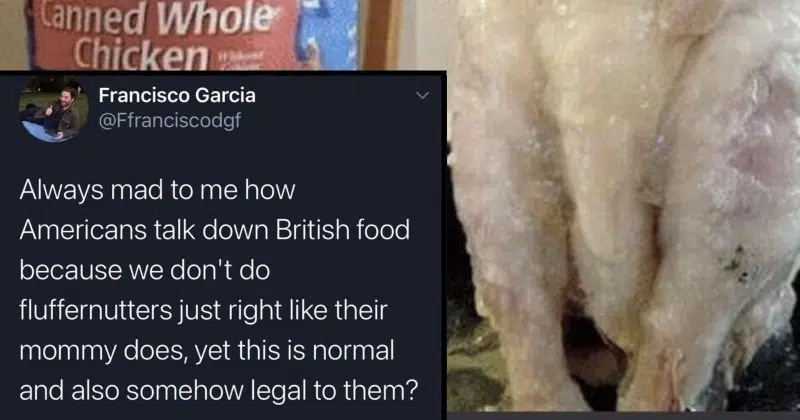 Canned Whole
Chicken
Francisco Garcia
@Ffranciscodgf
Always mad to me how
Americans talk down British food
because we don't do
fluffernutters just right like their
mommy does, yet this is normal
and also somehow legal to them?